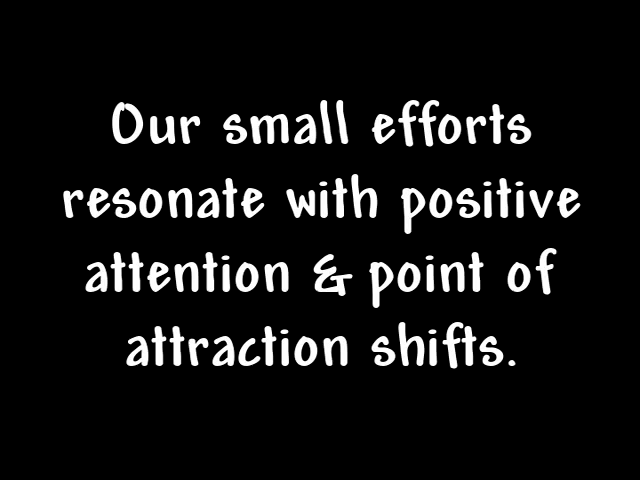 Our small efforts
resonate with positive
attention & point of
attraction shifts.